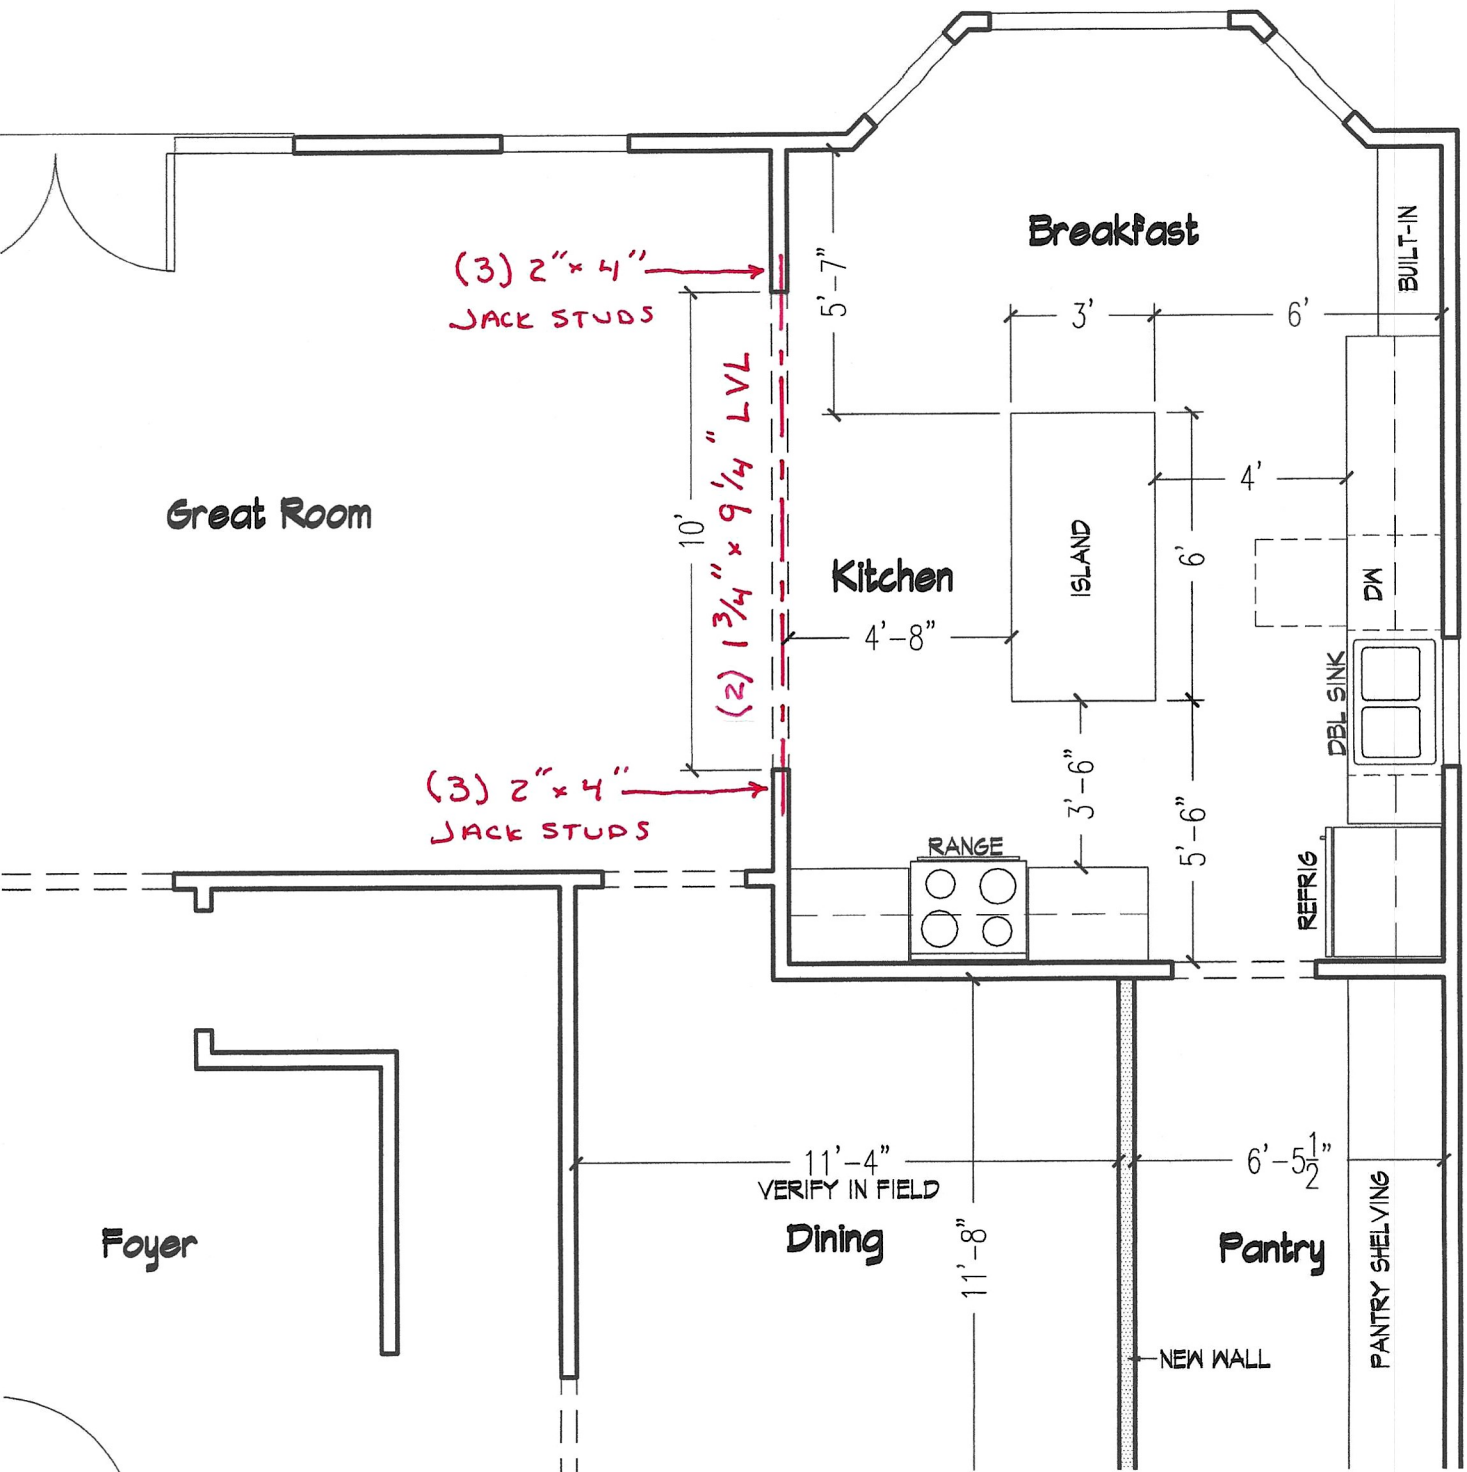 Breakfast
BUILT-IN
(3) 2"x 4"
JACK STUDS
5'-7"
3'
6'
(2) 1 3/4" x 9 1/4" LVL
10'
Great Room
4'
ISLAND
6'
Kitchen
DW
4'-8"
DBL SINK
(3) 2"x 4"
JACK STUDS
3'-6"
5'-6"
RANGE
REFRIG
11'-4"
VERIFY IN FIELD
6'-5 1/2"
Foyer
Dining
11'-8"
Pantry
PANTRY SHELVING
NEW WALL